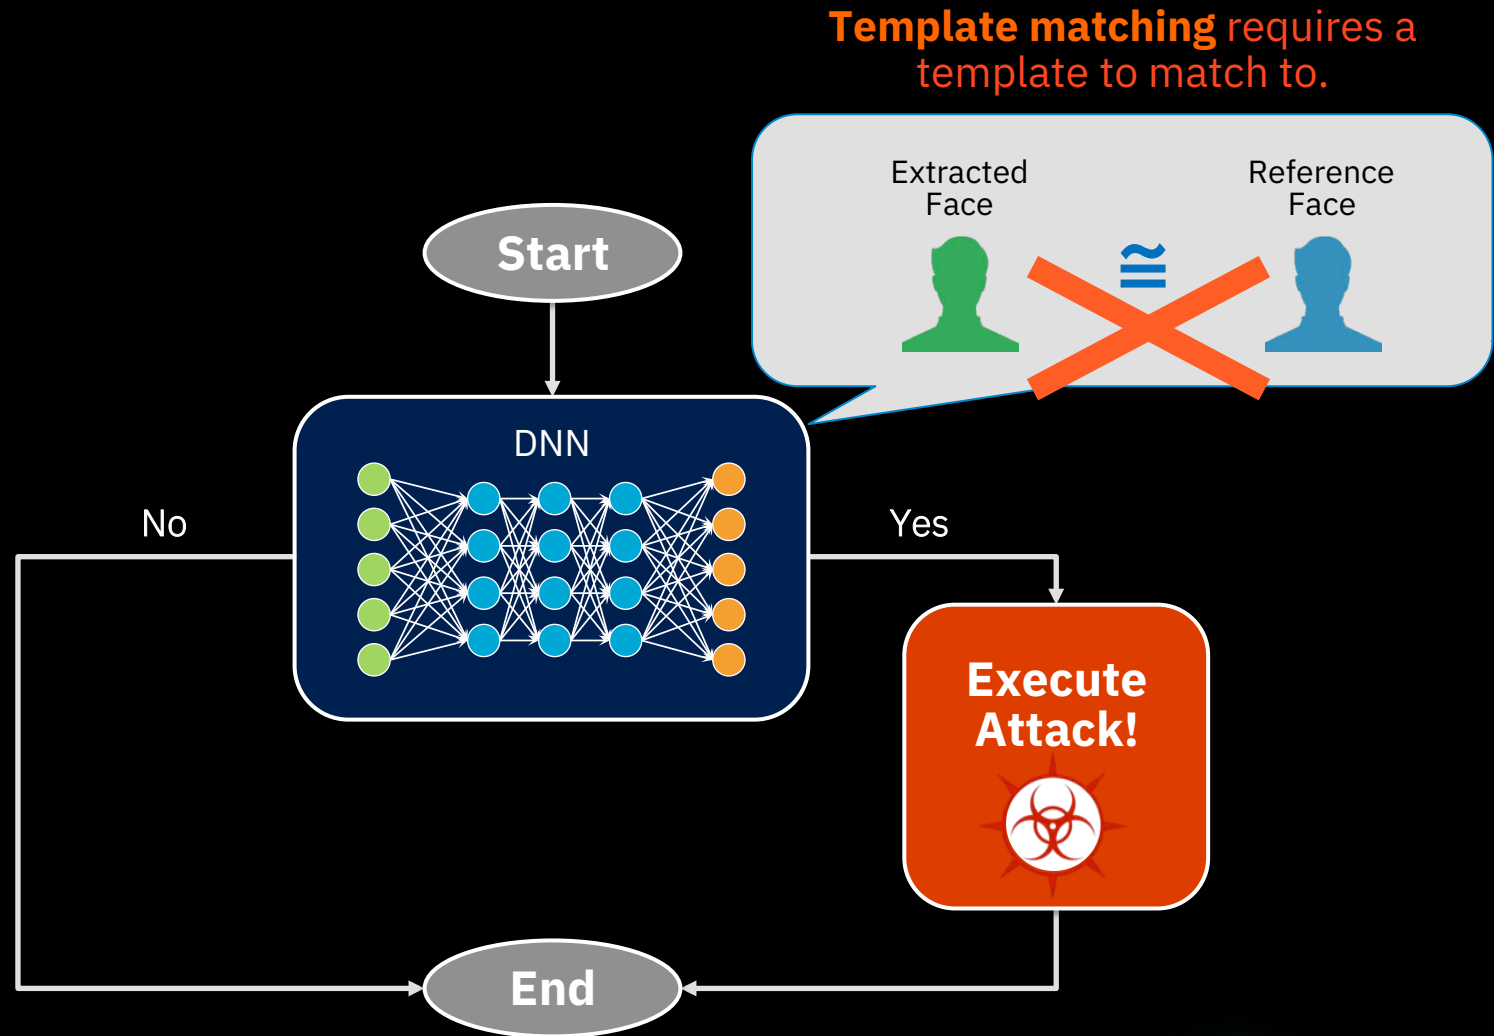 Template matching requires a
template to match to.
Extracted
Face
Reference
Face
≅
Start
DNN
No
Yes
Execute
Attack!
End